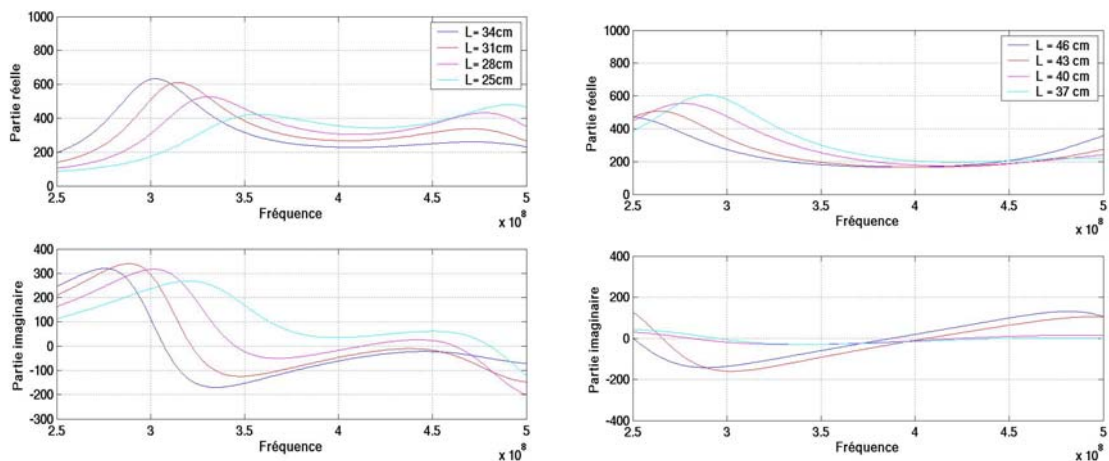 1000
800
600
400
200
0
Partie réelle
L= 34cm
L= 31cm
L= 28cm
L= 25cm
2.5 3 3.5 4 4.5 5
Fréquence
x 10^8
400
300
200
100
0
-100
-200
-300
Partie imaginaire
2.5 3 3.5 4 4.5 5
Fréquence
x 10^8
1000
800
600
400
200
0
Partie réelle
L = 46 cm
L = 43 cm
L = 40 cm
L = 37 cm
2.5 3 3.5 4 4.5 5
Fréquence
x 10^8
400
200
0
-200
-400
Partie imaginaire
2.5 3 3.5 4 4.5 5
Fréquence
x 10^8